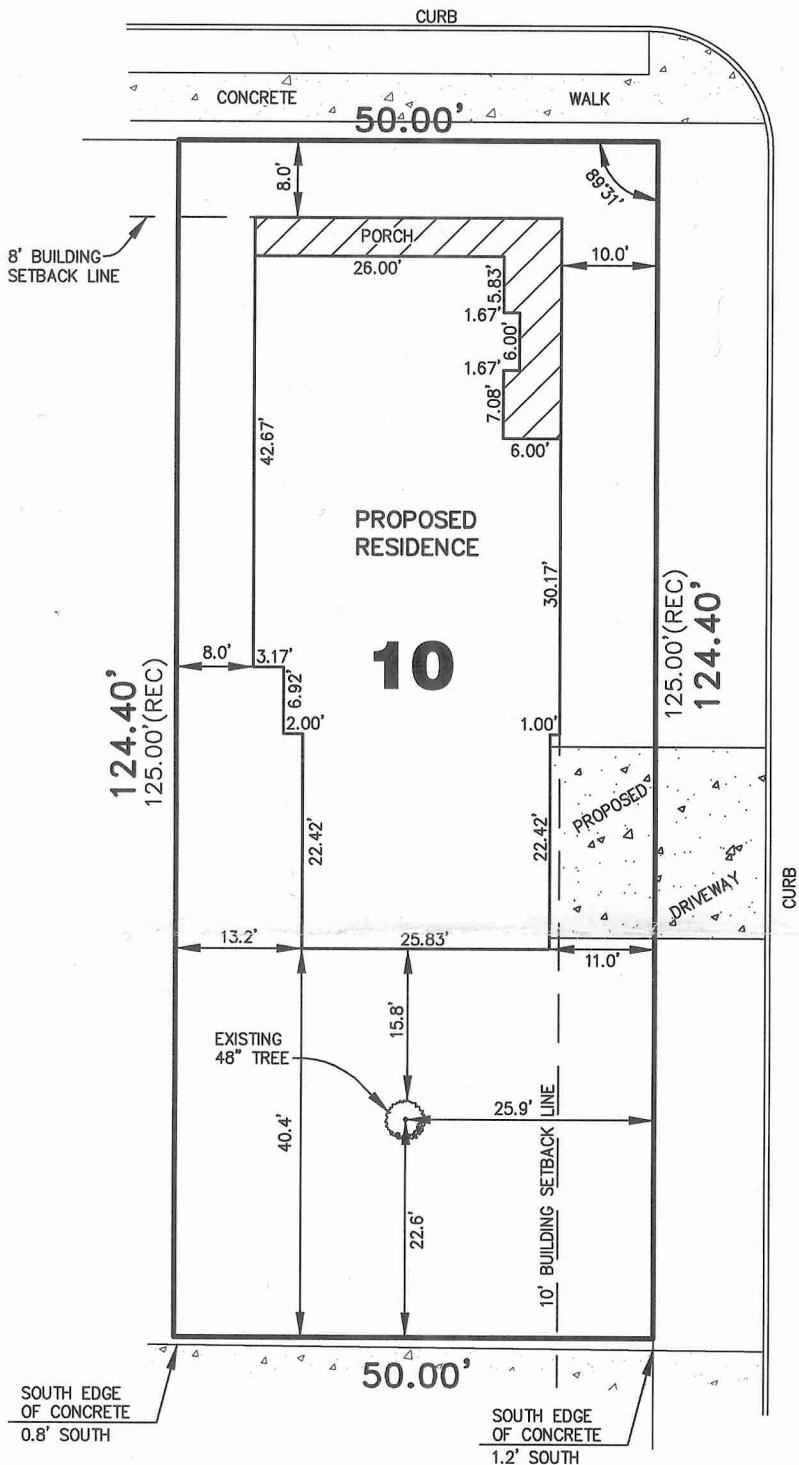 CURB
CONCRETE WALK
50.00'
8.0'
89°31'
8' BUILDING
SETBACK LINE
PORCH
10.0'
26.00'
5.83'
1.67'
6.00'
1.67'
7.08'
6.00'
42.67'
PROPOSED
RESIDENCE
30.17'
10
8.0'
3.17'
6.92'
2.00'
1.00'
124.40'
125.00'(REC)
125.00'(REC)
124.40'
22.42'
22.42'
PROPOSED
DRIVEWAY
CURB
13.2'
25.83'
11.0'
15.8'
EXISTING
48" TREE
25.9'
40.4'
22.6'
10' BUILDING SETBACK LINE
50.00'
SOUTH EDGE
OF CONCRETE
0.8' SOUTH
SOUTH EDGE
OF CONCRETE
1.2' SOUTH